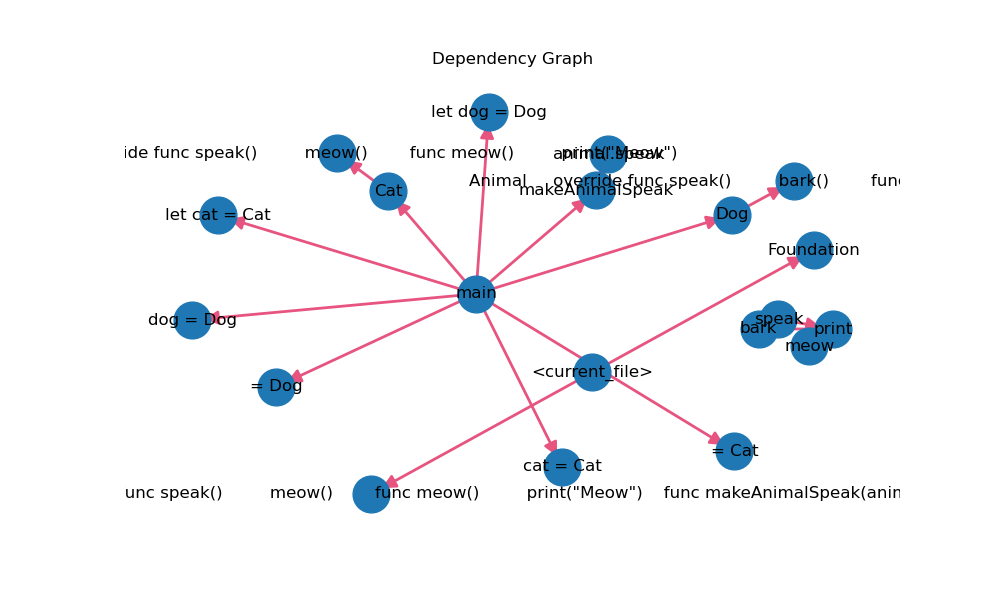 Dependency Graph
let dog = Dog
ide func speak()         meow()        func meow()         print("Meow")
animal.speak
Animal     override func speak()         bark()        func
Cat
makeAnimalSpeak
let cat = Cat
Dog
Foundation
main
dog = Dog
speak
bark
print
meow
<current_file>
= Dog
= Cat
cat = Cat
unc speak()         meow()        func meow()         print("Meow")    func makeAnimalSpeak(anin